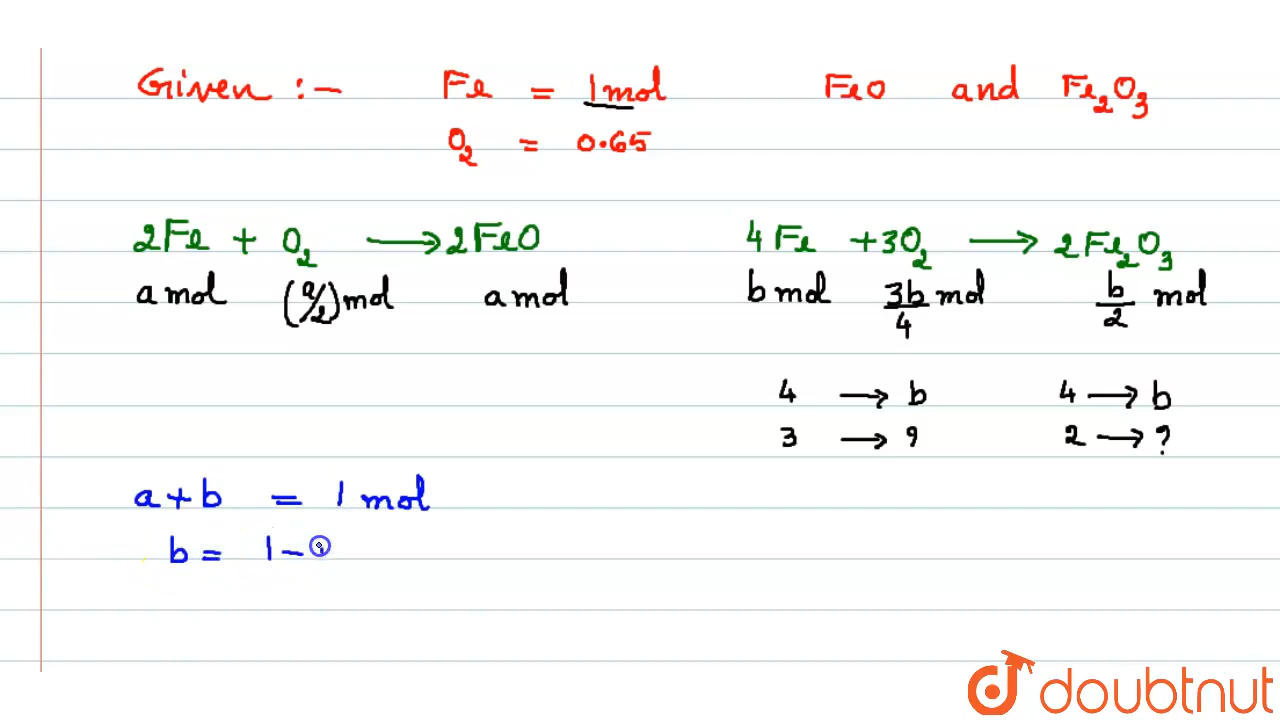 Given :- Fe = 1mol FeO and Fe₂O₃
O₂ = 0.65
2Fe + O₂ → 2FeO 4Fe + 3O₂ → 2Fe₂O₃
a mol (a/2) mol a mol b mol 3b/4 mol b/2 mol
4 → b 4 → b
3 → ? 2 → ?
a + b = 1 mol
b = 1 -
doubtnut